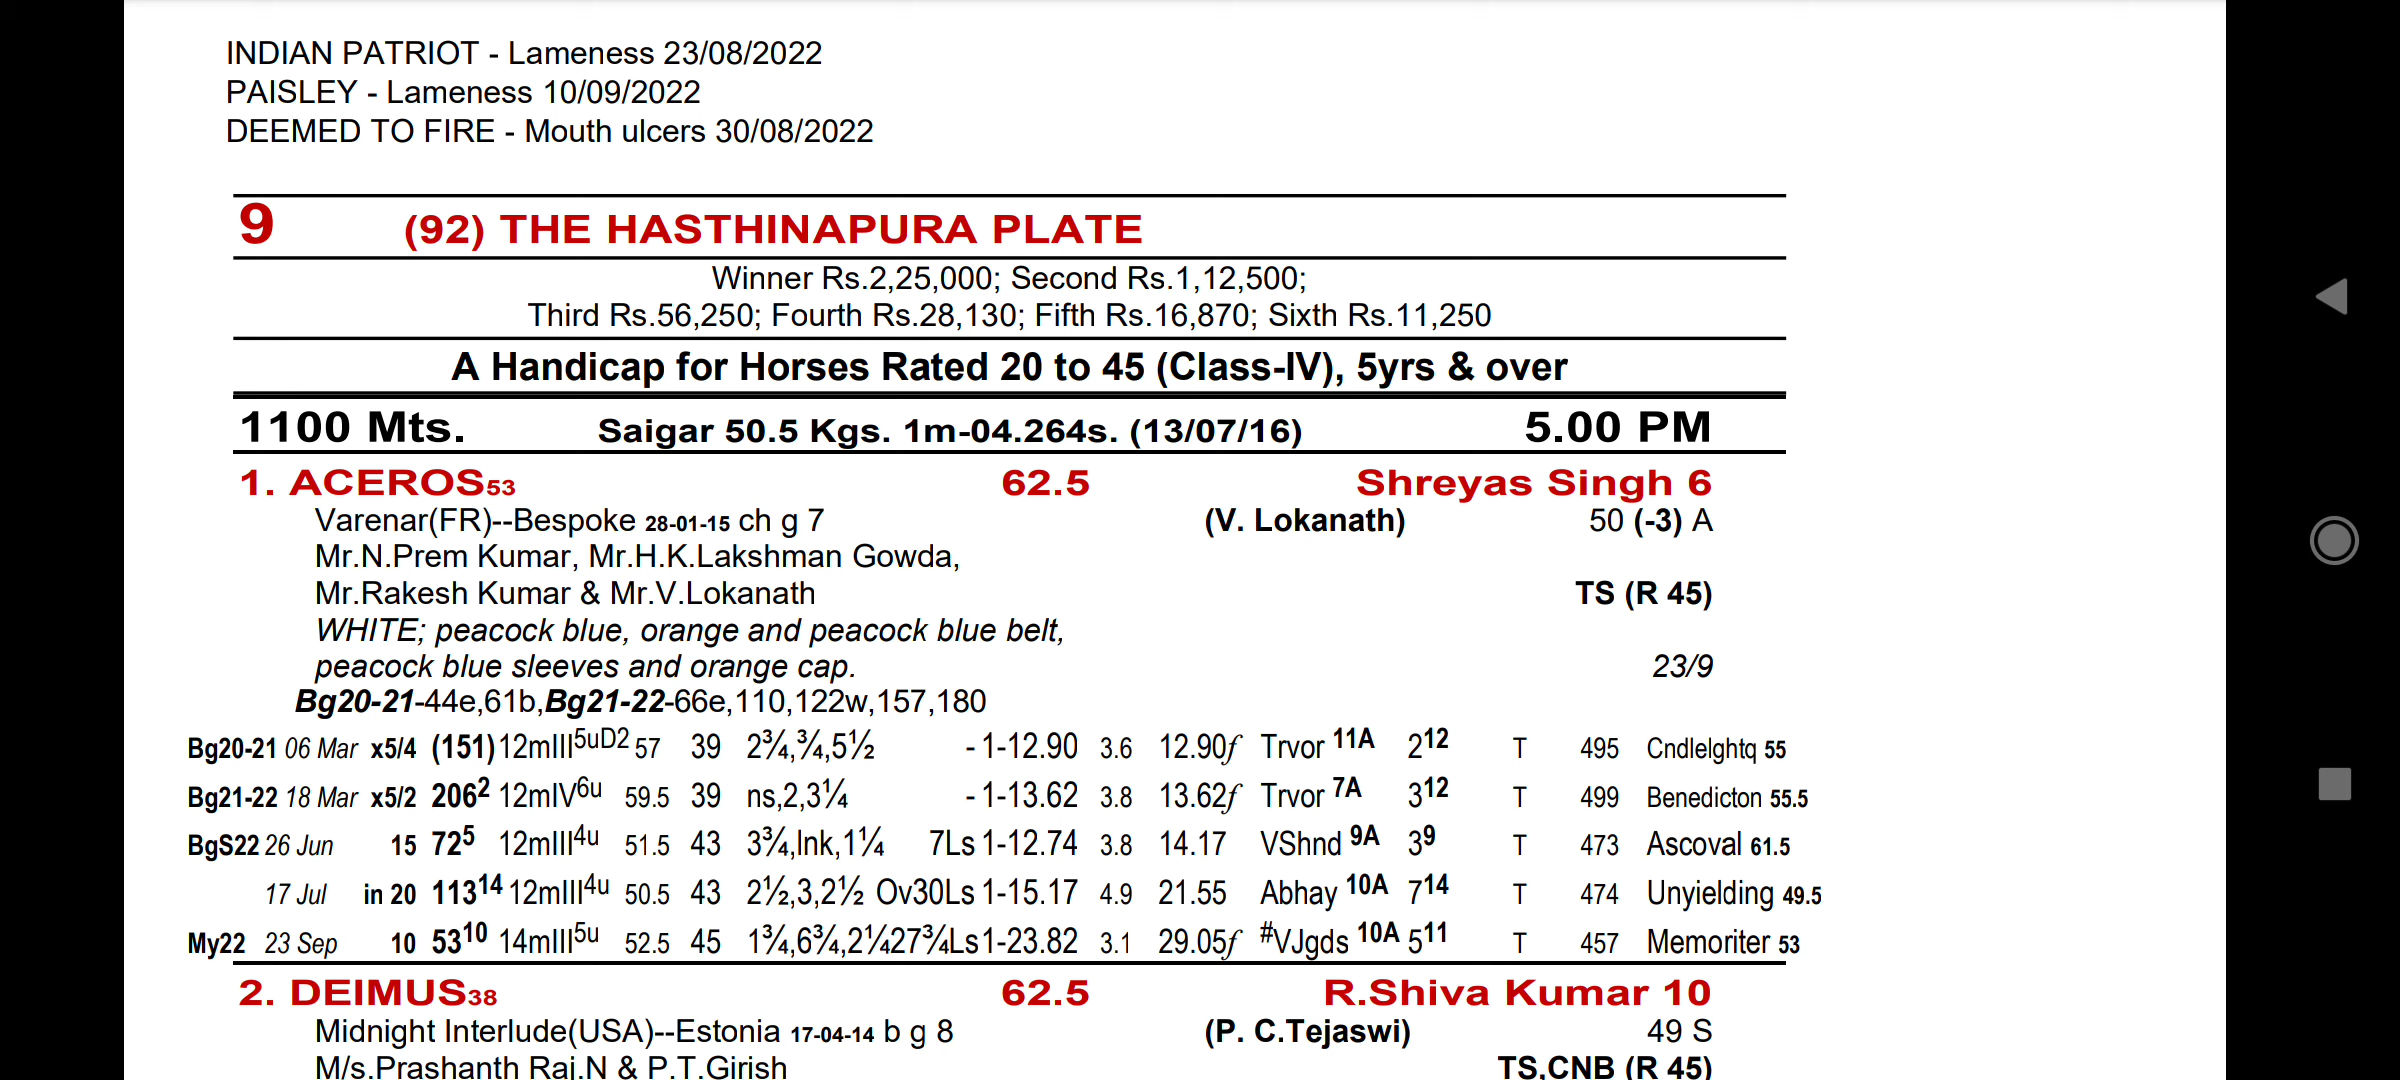 INDIAN PATRIOT - Lameness 23/08/2022
PAISLEY - Lameness 10/09/2022
DEEMED TO FIRE - Mouth ulcers 30/08/2022
9 (92) THE HASTHINAPURA PLATE
Winner Rs.2,25,000; Second Rs.1,12,500;
Third Rs.56,250; Fourth Rs.28,130; Fifth Rs.16,870; Sixth Rs.11,250
A Handicap for Horses Rated 20 to 45 (Class-IV), 5yrs & over
1100 Mts. Saigar 50.5 Kgs. 1m-04.264s. (13/07/16) 5.00 PM
1. ACEROS53 62.5 Shreyas Singh 6
Varenar(FR)--Bespoke 28-01-15 ch g 7 (V. Lokanath) 50 (-3) A
Mr.N.Prem Kumar, Mr.H.K.Lakshman Gowda,
Mr.Rakesh Kumar & Mr.V.Lokanath TS (R 45)
WHITE; peacock blue, orange and peacock blue belt,
peacock blue sleeves and orange cap. 23/9
Bg20-21-44e,61b,Bg21-22-66e,110,122w,157,180
Bg20-21 06 Mar x5/4 (151) 12mIII5uD2 57 39 2¾,¾,5½ - 1-12.90 3.6 12.90f Trvor 11A 212 T 495 Cndlelghtq 55
Bg21-22 18 Mar x5/2 2062 12mIV6u 59.5 39 ns,2,3¼ - 1-13.62 3.8 13.62f Trvor 7A 312 T 499 Benedicton 55.5
BgS22 26 Jun 15 725 12mIII4u 51.5 43 3¾,lnk,1¼ 7Ls 1-12.74 3.8 14.17 VShnd 9A 39 T 473 Ascoval 61.5
17 Jul in 20 11314 12mIII4u 50.5 43 2½,3,2½ Ov30Ls 1-15.17 4.9 21.55 Abhay 10A 714 T 474 Unyielding 49.5
My22 23 Sep 10 5310 14mIII5u 52.5 45 1¾,6¾,2¼27¾Ls 1-23.82 3.1 29.05f #VJgds 10A 511 T 457 Memoriter 53
2. DEIMUS38 62.5 R.Shiva Kumar 10
Midnight Interlude(USA)--Estonia 17-04-14 b g 8 (P. C.Tejaswi) 49 S
M/s.Prashanth Raj.N & P.T.Girish TS,CNB (R 45)